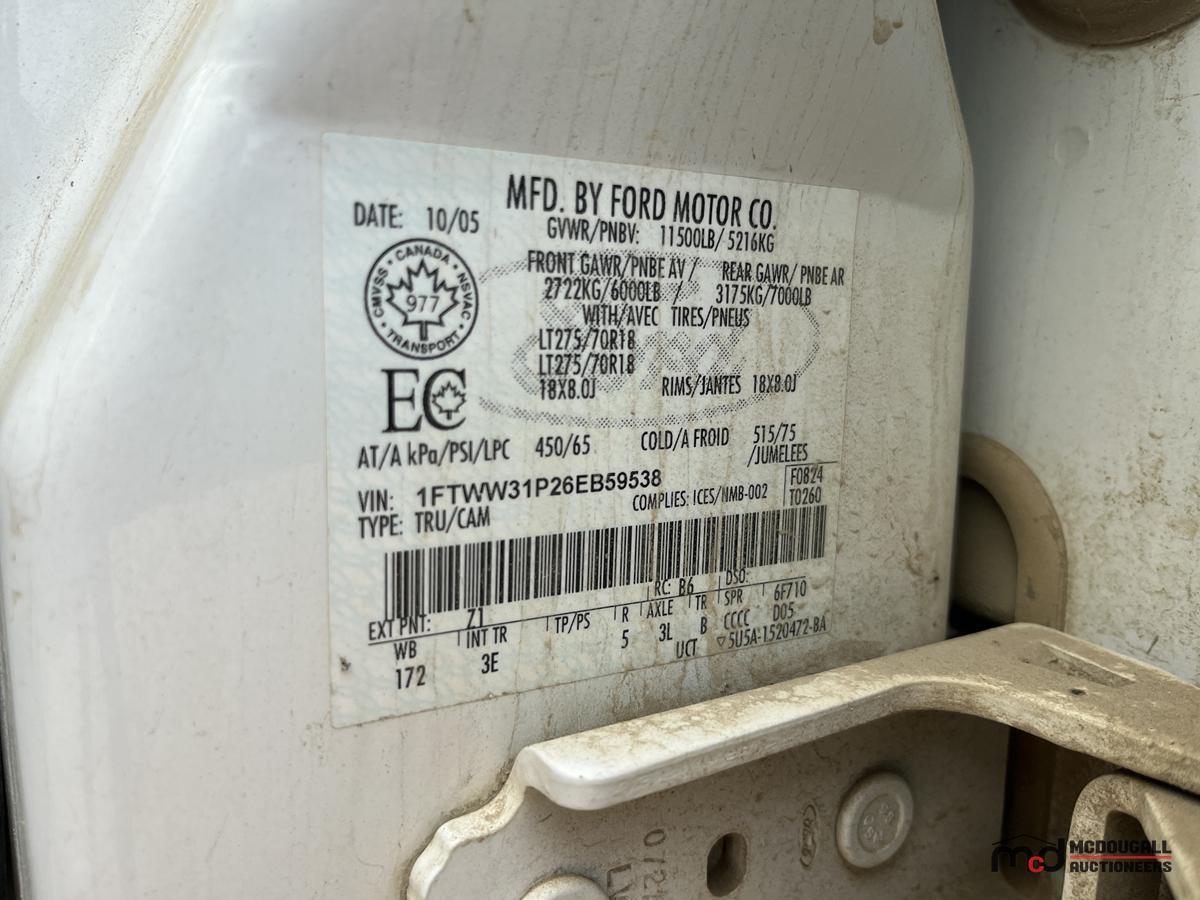 MFD. BY FORD MOTOR CO.
DATE: 10/05
GVWR/PNBV: 11500LB/ 5216KG
CMVSS · CANADA · NSVAC · TRANSPORT ·
977
FRONT GAWR/PNBE AV / REAR GAWR/ PNBE AR
2722KG/6000LB / 3175KG/7000LB
WITH/AVEC TIRES/PNEUS
LT275/70R18
LT275/70R18
18X8.0J RIMS/JANTES 18X8.0J
EC
AT/A kPa/PSI/LPC 450/65 COLD/A FROID 515/75
/JUMELEES
VIN: 1FTWW31P26EB59538
F0824
TYPE: TRU/CAM COMPLIES: ICES/NMB-002 T0260
EXT PNT: Z1 RC: B6 DSO:
WB INT TR TP/PS R AXLE TR SPR 6F710
172 3E 5 3L B CCCC D05
UCT ▽5U5A-1520472-BA
mcd MCDOUGALL
AUCTIONEERS